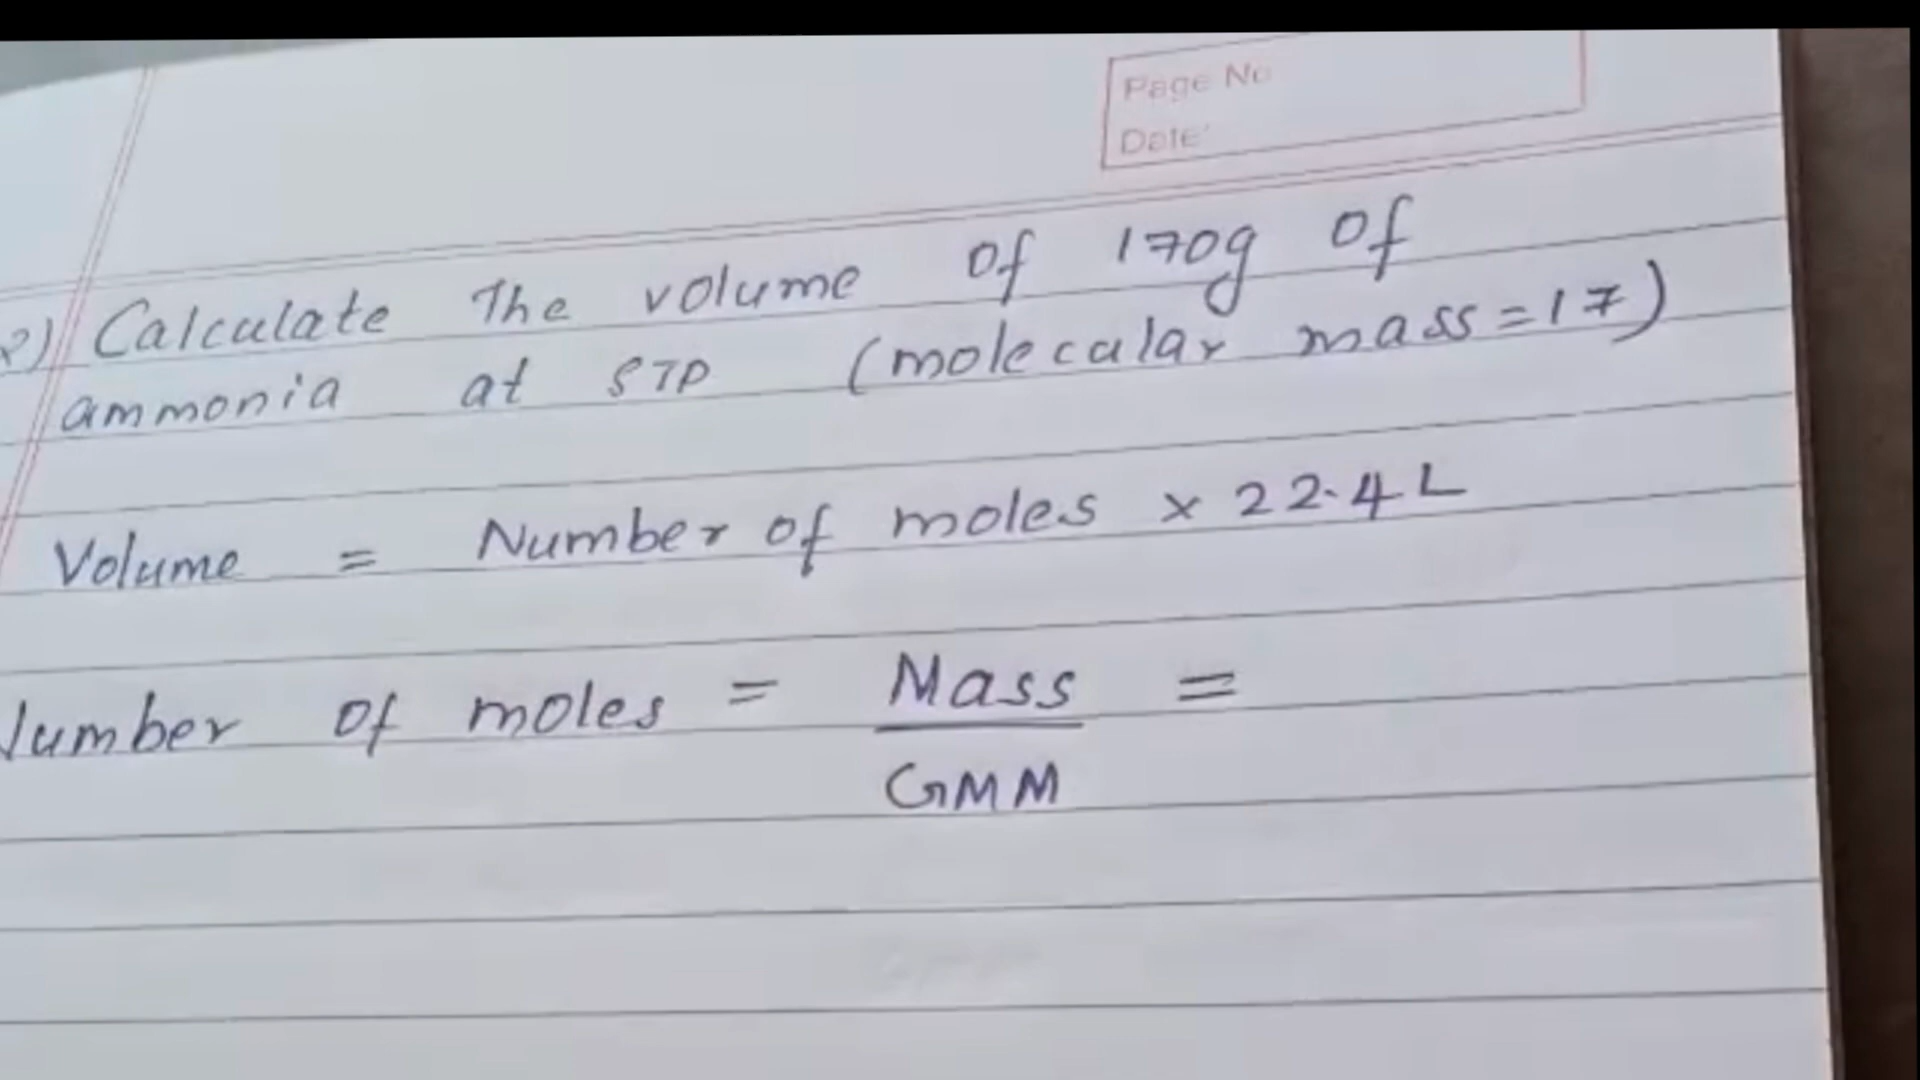 Page No
Date:
2) Calculate The volume of 170g of
ammonia at STP (molecular mass=17)
Volume = Number of moles × 22.4L
Number of moles = Mass =
GMM